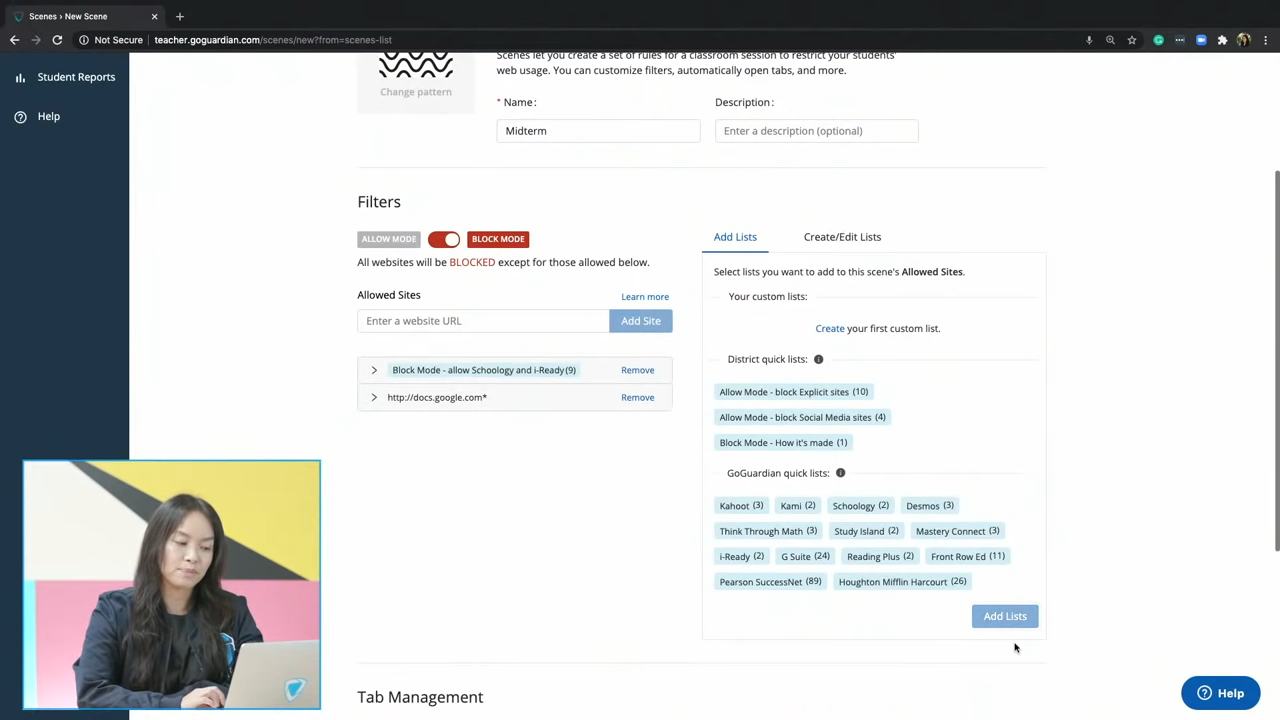 Scenes › New Scene
Not Secure
teacher.goguardian.com/scenes/new?from=scenes-list
Student Reports
Help
Change pattern
Scenes let you create a set of rules for a classroom session to restrict your students'
web usage. You can customize filters, automatically open tabs, and more.
* Name:
Description:
Midterm
Enter a description (optional)
Filters
ALLOW MODE
BLOCK MODE
All websites will be BLOCKED except for those allowed below.
Allowed Sites
Learn more
Enter a website URL
Add Site
Block Mode - allow Schoology and i-Ready (9)
Remove
http://docs.google.com*
Remove
Add Lists
Create/Edit Lists
Select lists you want to add to this scene's Allowed Sites.
Your custom lists:
Create your first custom list.
District quick lists:
Allow Mode - block Explicit sites (10)
Allow Mode - block Social Media sites (4)
Block Mode - How it's made (1)
GoGuardian quick lists:
Kahoot (3) Kami (2) Schoology (2) Desmos (3)
Think Through Math (3) Study Island (2) Mastery Connect (3)
i-Ready (2) G Suite (24) Reading Plus (2) Front Row Ed (11)
Pearson SuccessNet (89) Houghton Mifflin Harcourt (26)
Add Lists
Tab Management
Help